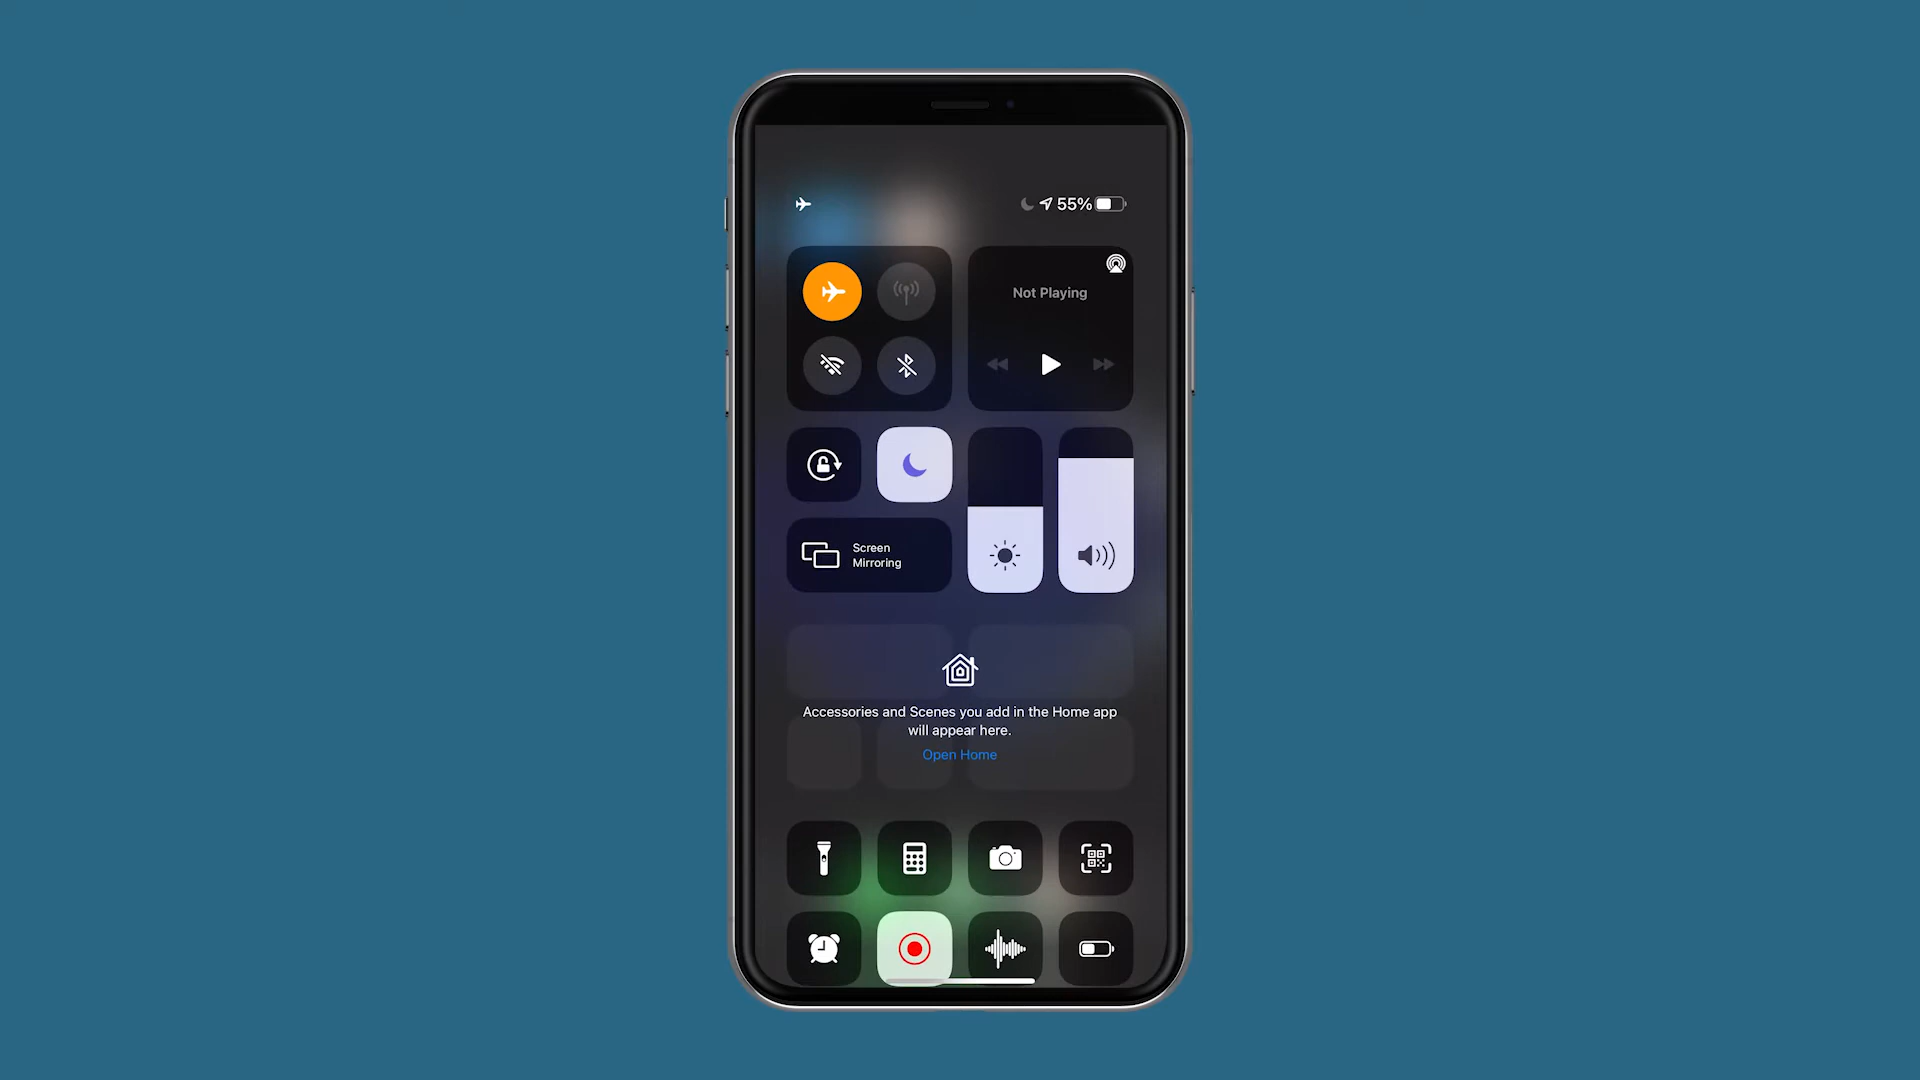 55%
Not Playing
Screen
Mirroring
Accessories and Scenes you add in the Home app
will appear here.
Open Home